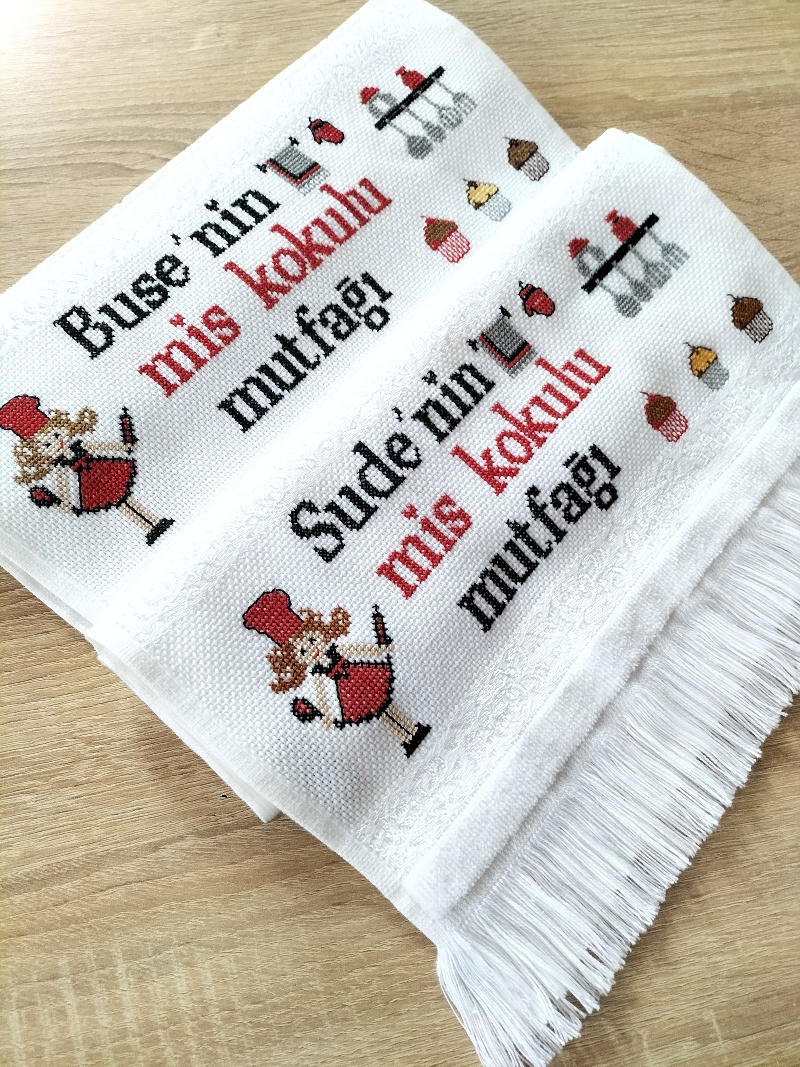 Buse'nin
mis kokulu
mutfağı
Sude'nin
mis kokulu
mutfağı